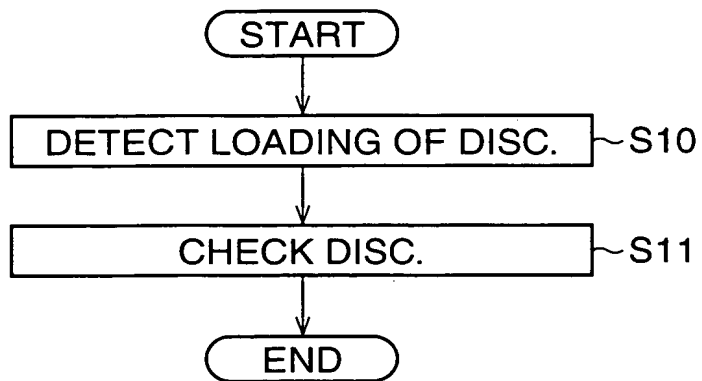 START
DETECT LOADING OF DISC. ~S10
CHECK DISC. ~S11
END